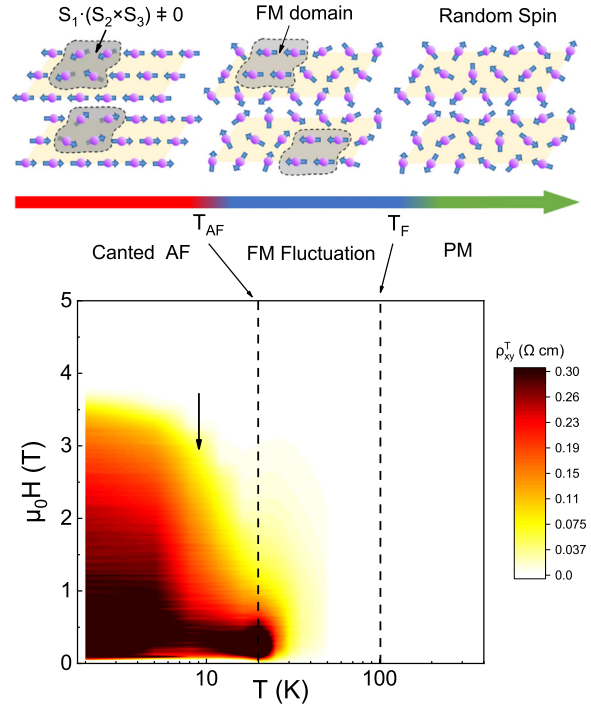 S₁·(S₂×S₃) ≠ 0
FM domain
Random Spin
T_AF
T_F
Canted AF
FM Fluctuation
PM
5
4
3
2
1
0
μ₀H (T)
10
100
T (K)
ρ_xy^T (Ω cm)
0.30
0.26
0.23
0.19
0.15
0.11
0.075
0.037
0.0